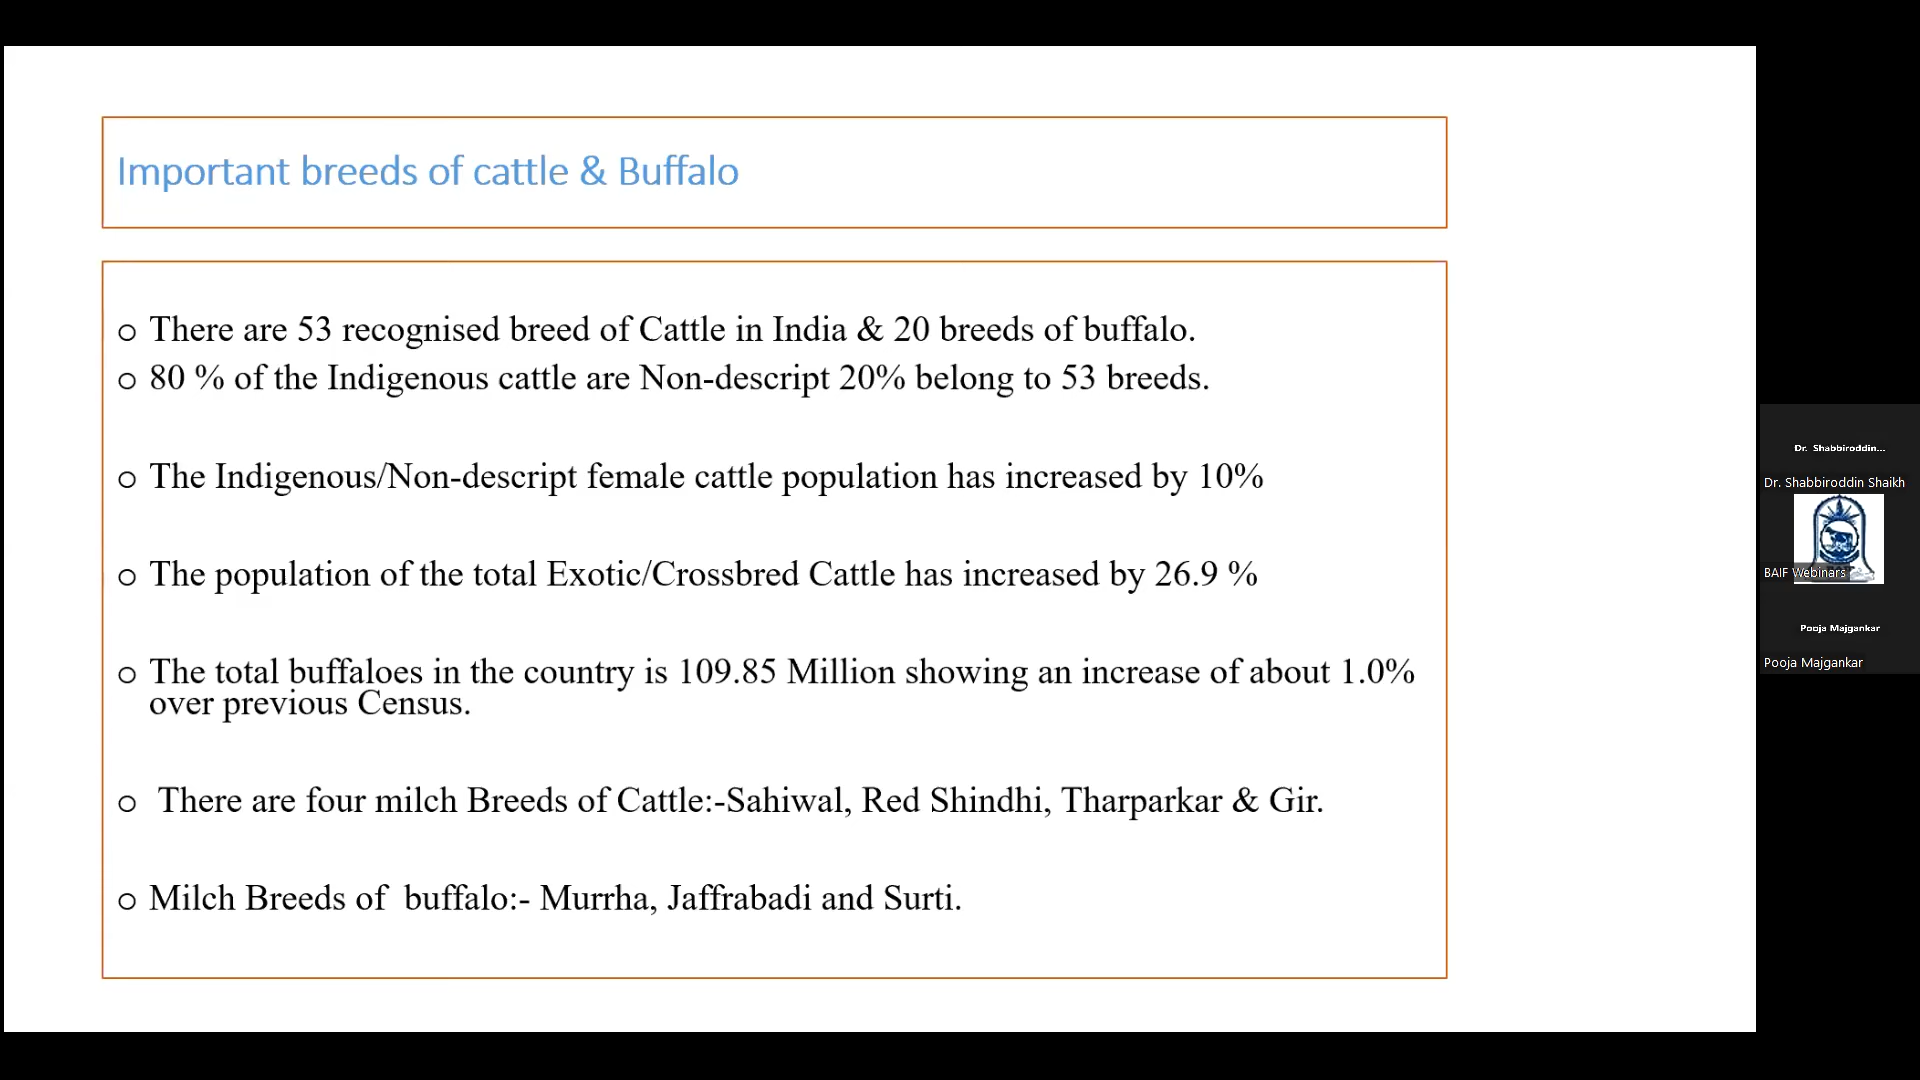 Important breeds of cattle & Buffalo
o There are 53 recognised breed of Cattle in India & 20 breeds of buffalo.
o 80 % of the Indigenous cattle are Non-descript 20% belong to 53 breeds.
o The Indigenous/Non-descript female cattle population has increased by 10%
o The population of the total Exotic/Crossbred Cattle has increased by 26.9 %
o The total buffaloes in the country is 109.85 Million showing an increase of about 1.0%
over previous Census.
o There are four milch Breeds of Cattle:-Sahiwal, Red Shindhi, Tharparkar & Gir.
o Milch Breeds of buffalo:- Murrha, Jaffrabadi and Surti.
Dr. Shabbiroddin...
Dr. Shabbiroddin Shaikh
BAIF Webinars
Pooja Majgankar
Pooja Majgankar